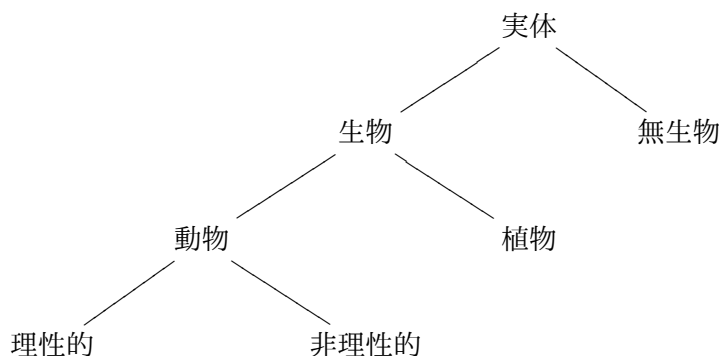 実体
生物
無生物
動物
植物
理性的
非理性的